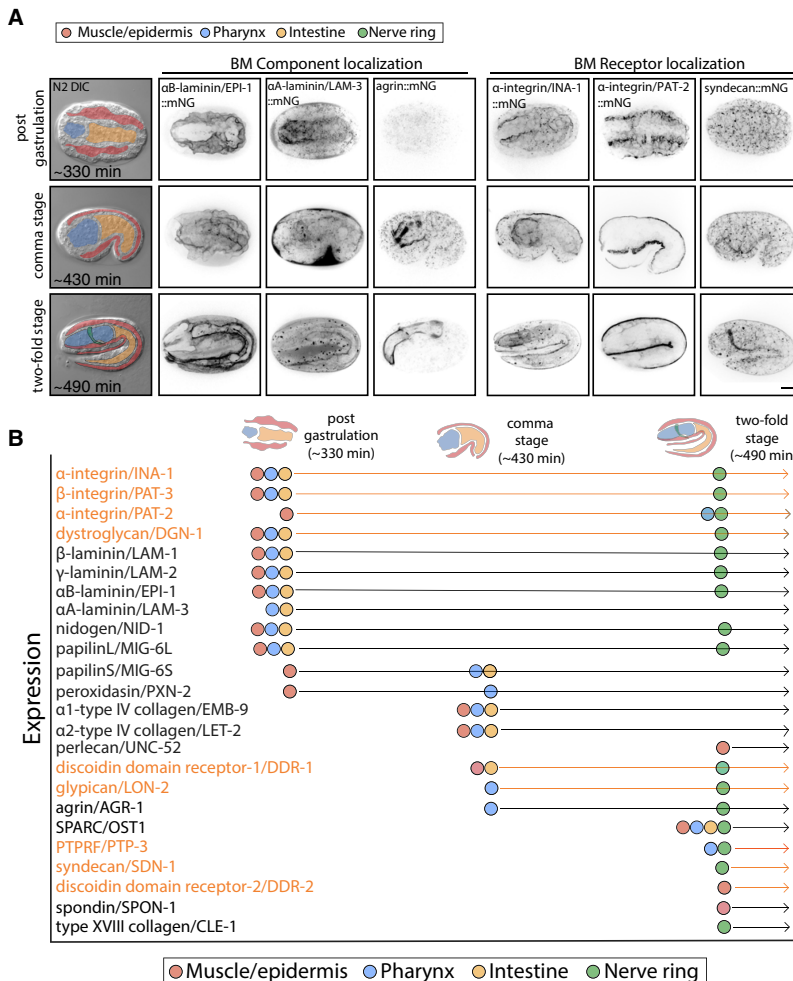 A
Muscle/epidermis Pharynx Intestine Nerve ring
BM Component localization BM Receptor localization
N2 DIC
αB-laminin/EPI-1
::mNG
αA-laminin/LAM-3
::mNG
agrin::mNG
α-integrin/INA-1
::mNG
α-integrin/PAT-2
::mNG
syndecan::mNG
post
gastrulation
~330 min
comma stage
~430 min
two-fold stage
~490 min
B
post
gastrulation
(~330 min)
comma
stage
(~430 min)
two-fold
stage
(~490 min)
Expression
α-integrin/INA-1
β-integrin/PAT-3
α-integrin/PAT-2
dystroglycan/DGN-1
β-laminin/LAM-1
γ-laminin/LAM-2
αB-laminin/EPI-1
αA-laminin/LAM-3
nidogen/NID-1
papilinL/MIG-6L
papilinS/MIG-6S
peroxidasin/PXN-2
α1-type IV collagen/EMB-9
α2-type IV collagen/LET-2
perlecan/UNC-52
discoidin domain receptor-1/DDR-1
glypican/LON-2
agrin/AGR-1
SPARC/OST1
PTPRF/PTP-3
syndecan/SDN-1
discoidin domain receptor-2/DDR-2
spondin/SPON-1
type XVIII collagen/CLE-1
Muscle/epidermis Pharynx Intestine Nerve ring